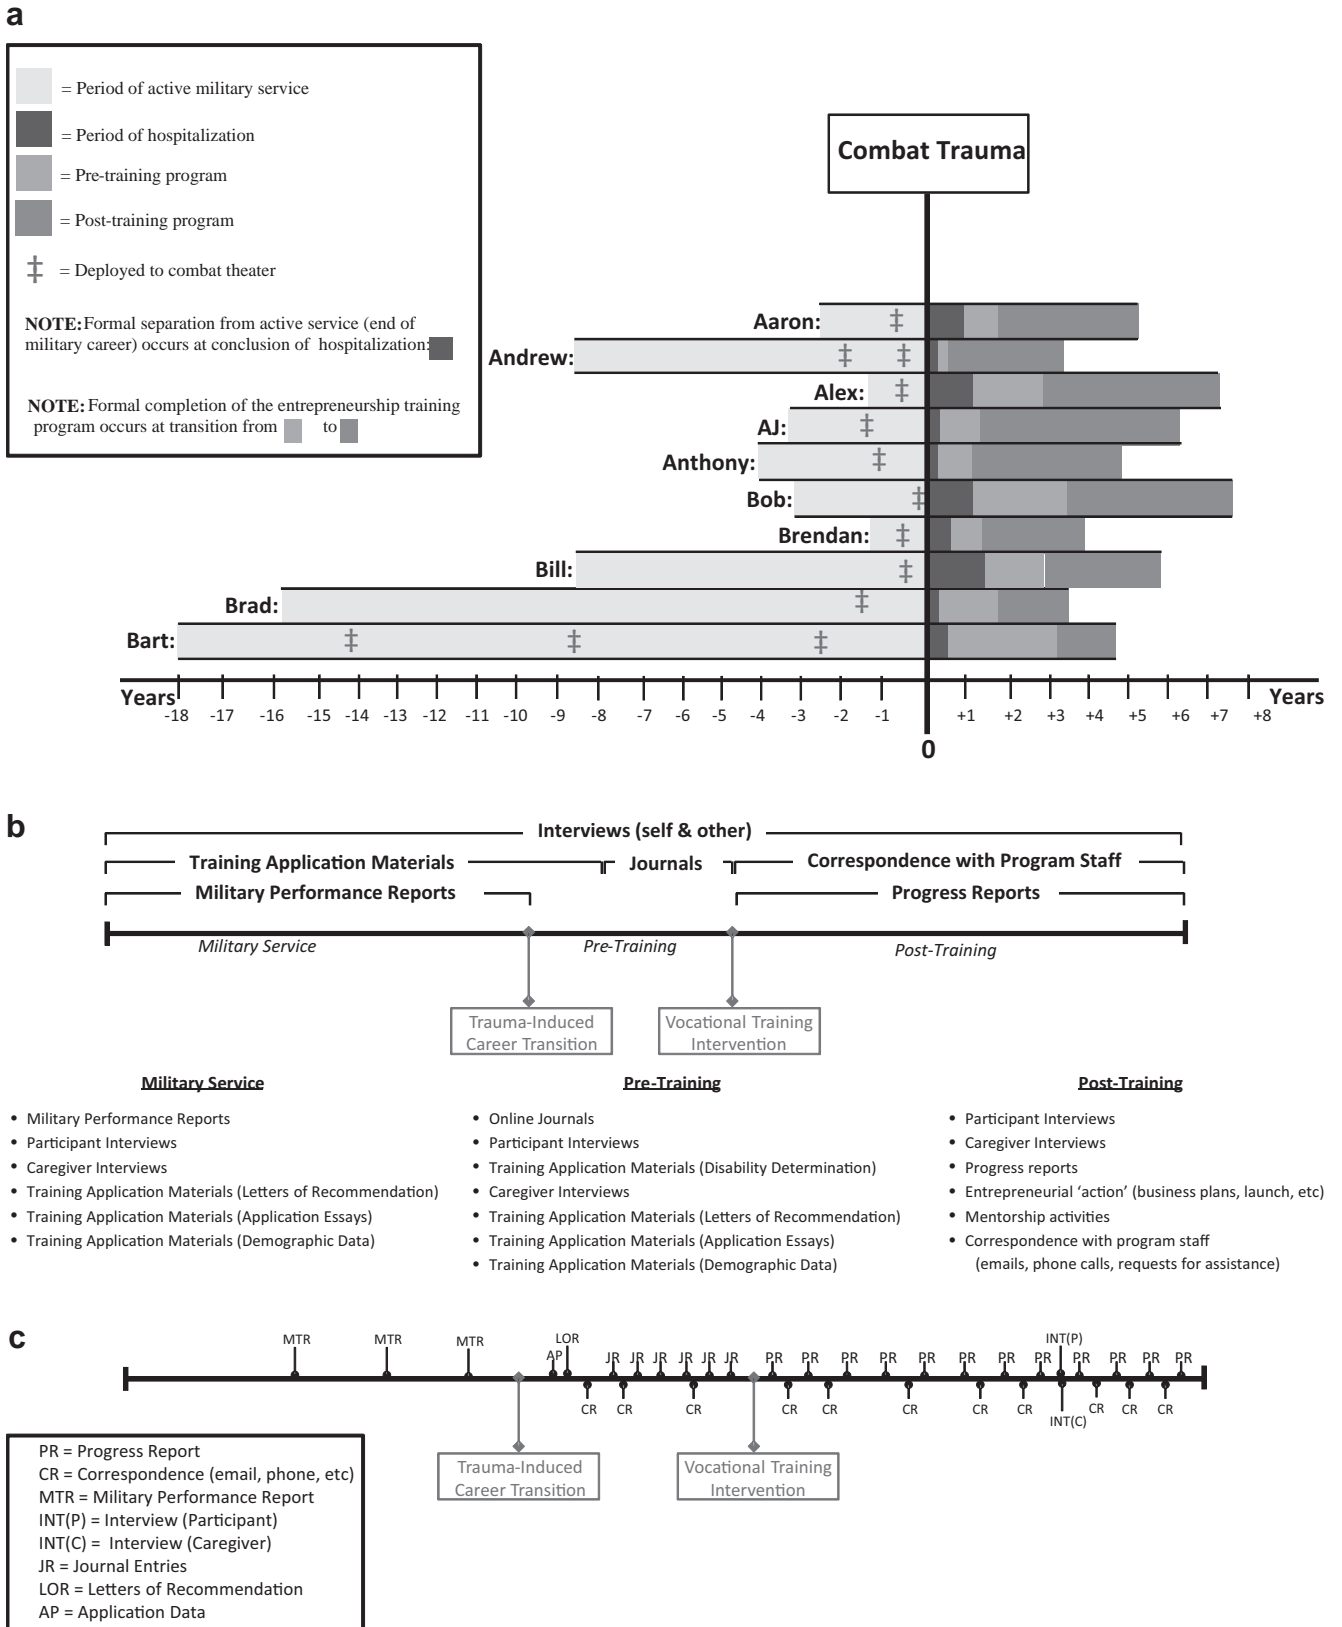 a
= Period of active military service
= Period of hospitalization
= Pre-training program
= Post-training program
‡ = Deployed to combat theater
NOTE: Formal separation from active service (end of
military career) occurs at conclusion of hospitalization:
NOTE: Formal completion of the entrepreneurship training
program occurs at transition from to
Combat Trauma
Aaron: ‡
Andrew: ‡ ‡
Alex: ‡
AJ: ‡
Anthony: ‡
Bob: ‡
Brendan: ‡
Bill: ‡
Brad: ‡
Bart: ‡ ‡ ‡
Years Years
-18 -17 -16 -15 -14 -13 -12 -11 -10 -9 -8 -7 -6 -5 -4 -3 -2 -1 +1 +2 +3 +4 +5 +6 +7 +8
0
b
Interviews (self & other)
Training Application Materials Journals Correspondence with Program Staff
Military Performance Reports Progress Reports
Military Service Pre-Training Post-Training
Trauma-Induced
Career Transition
Vocational Training
Intervention
Military Service
• Military Performance Reports
• Participant Interviews
• Caregiver Interviews
• Training Application Materials (Letters of Recommendation)
• Training Application Materials (Application Essays)
• Training Application Materials (Demographic Data)
Pre-Training
• Online Journals
• Participant Interviews
• Training Application Materials (Disability Determination)
• Caregiver Interviews
• Training Application Materials (Letters of Recommendation)
• Training Application Materials (Application Essays)
• Training Application Materials (Demographic Data)
Post-Training
• Participant Interviews
• Caregiver Interviews
• Progress reports
• Entrepreneurial ‘action’ (business plans, launch, etc)
• Mentorship activities
• Correspondence with program staff
(emails, phone calls, requests for assistance)
c
MTR MTR MTR LOR INT(P)
AP JR JR JR JR JR JR PR PR PR PR PR PR PR PR PR PR PR PR
CR CR CR CR CR CR CR CR CR CR CR
INT(C)
Trauma-Induced
Career Transition
Vocational Training
Intervention
PR = Progress Report
CR = Correspondence (email, phone, etc)
MTR = Military Performance Report
INT(P) = Interview (Participant)
INT(C) = Interview (Caregiver)
JR = Journal Entries
LOR = Letters of Recommendation
AP = Application Data